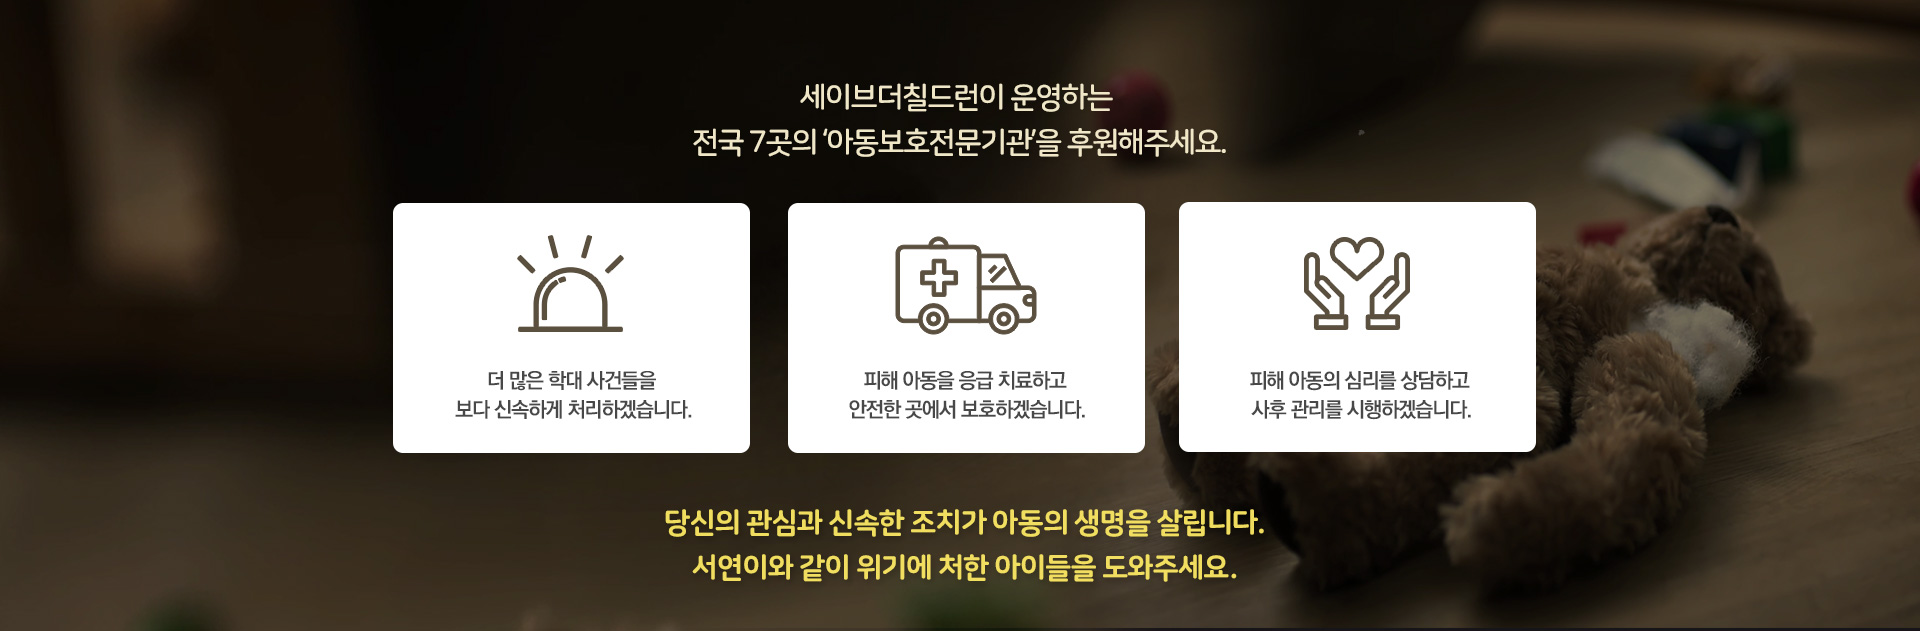 세이브더칠드런이 운영하는
전국 7곳의 ‘아동보호전문기관’을 후원해주세요.
더 많은 학대 사건들을
보다 신속하게 처리하겠습니다.
피해 아동을 응급 치료하고
안전한 곳에서 보호하겠습니다.
피해 아동의 심리를 상담하고
사후 관리를 시행하겠습니다.
당신의 관심과 신속한 조치가 아동의 생명을 살립니다.
서연이와 같이 위기에 처한 아이들을 도와주세요.